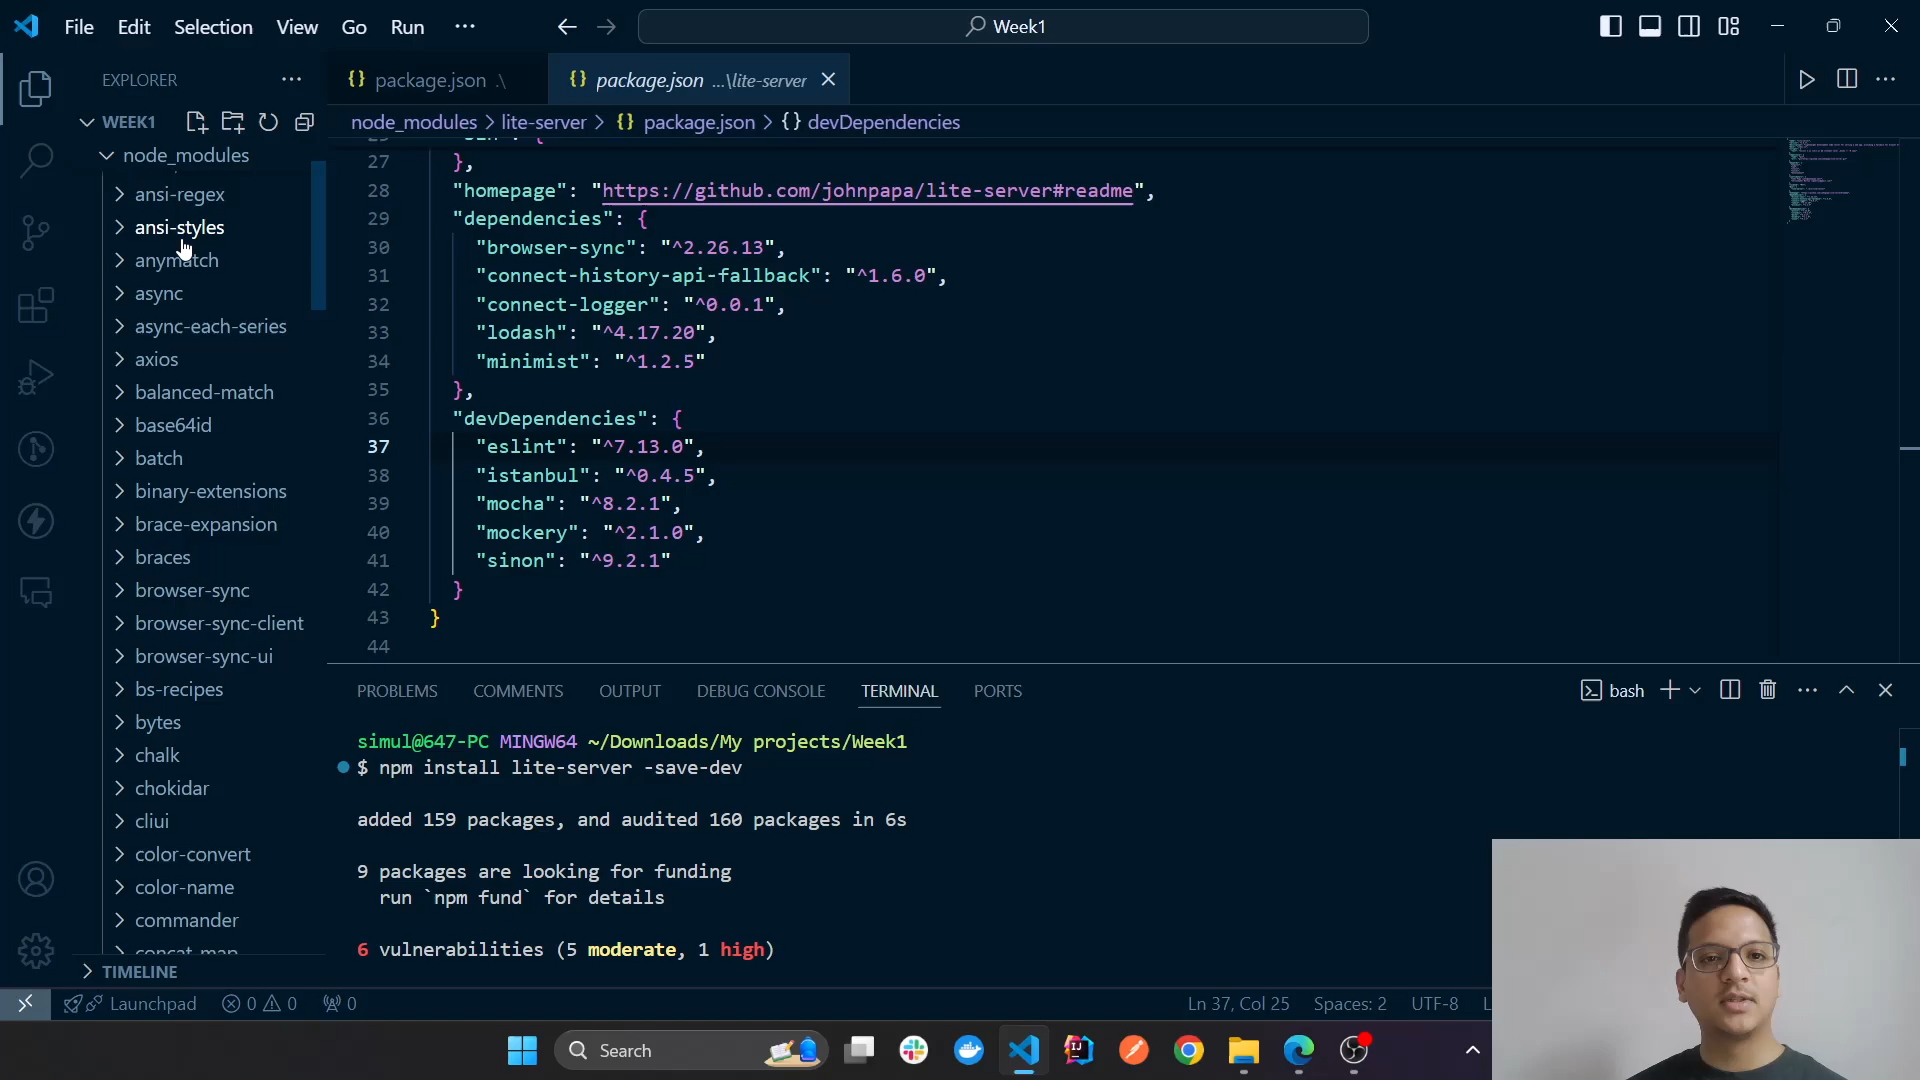 File Edit Selection View Go Run ··· Week1
EXPLORER
package.json .\
package.json ...\lite-server
WEEK1
node_modules > lite-server > {} package.json > {} devDependencies
node_modules
ansi-regex
ansi-styles
anymatch
async
async-each-series
axios
balanced-match
base64id
batch
binary-extensions
brace-expansion
braces
browser-sync
browser-sync-client
browser-sync-ui
bs-recipes
bytes
chalk
chokidar
cliui
color-convert
color-name
commander
concat-map
TIMELINE
27 },
28 "homepage": "https://github.com/johnpapa/lite-server#readme",
29 "dependencies": {
30 "browser-sync": "^2.26.13",
31 "connect-history-api-fallback": "^1.6.0",
32 "connect-logger": "^0.0.1",
33 "lodash": "^4.17.20",
34 "minimist": "^1.2.5"
35 },
36 "devDependencies": {
37 "eslint": "^7.13.0",
38 "istanbul": "^0.4.5",
39 "mocha": "^8.2.1",
40 "mockery": "^2.1.0",
41 "sinon": "^9.2.1"
42 }
43 }
44
PROBLEMS COMMENTS OUTPUT DEBUG CONSOLE TERMINAL PORTS bash
simul@647-PC MINGW64 ~/Downloads/My projects/Week1
$ npm install lite-server -save-dev
added 159 packages, and audited 160 packages in 6s
9 packages are looking for funding
run `npm fund` for details
6 vulnerabilities (5 moderate, 1 high)
Launchpad 0 0 0 Ln 37, Col 25 Spaces: 2 UTF-8
Search